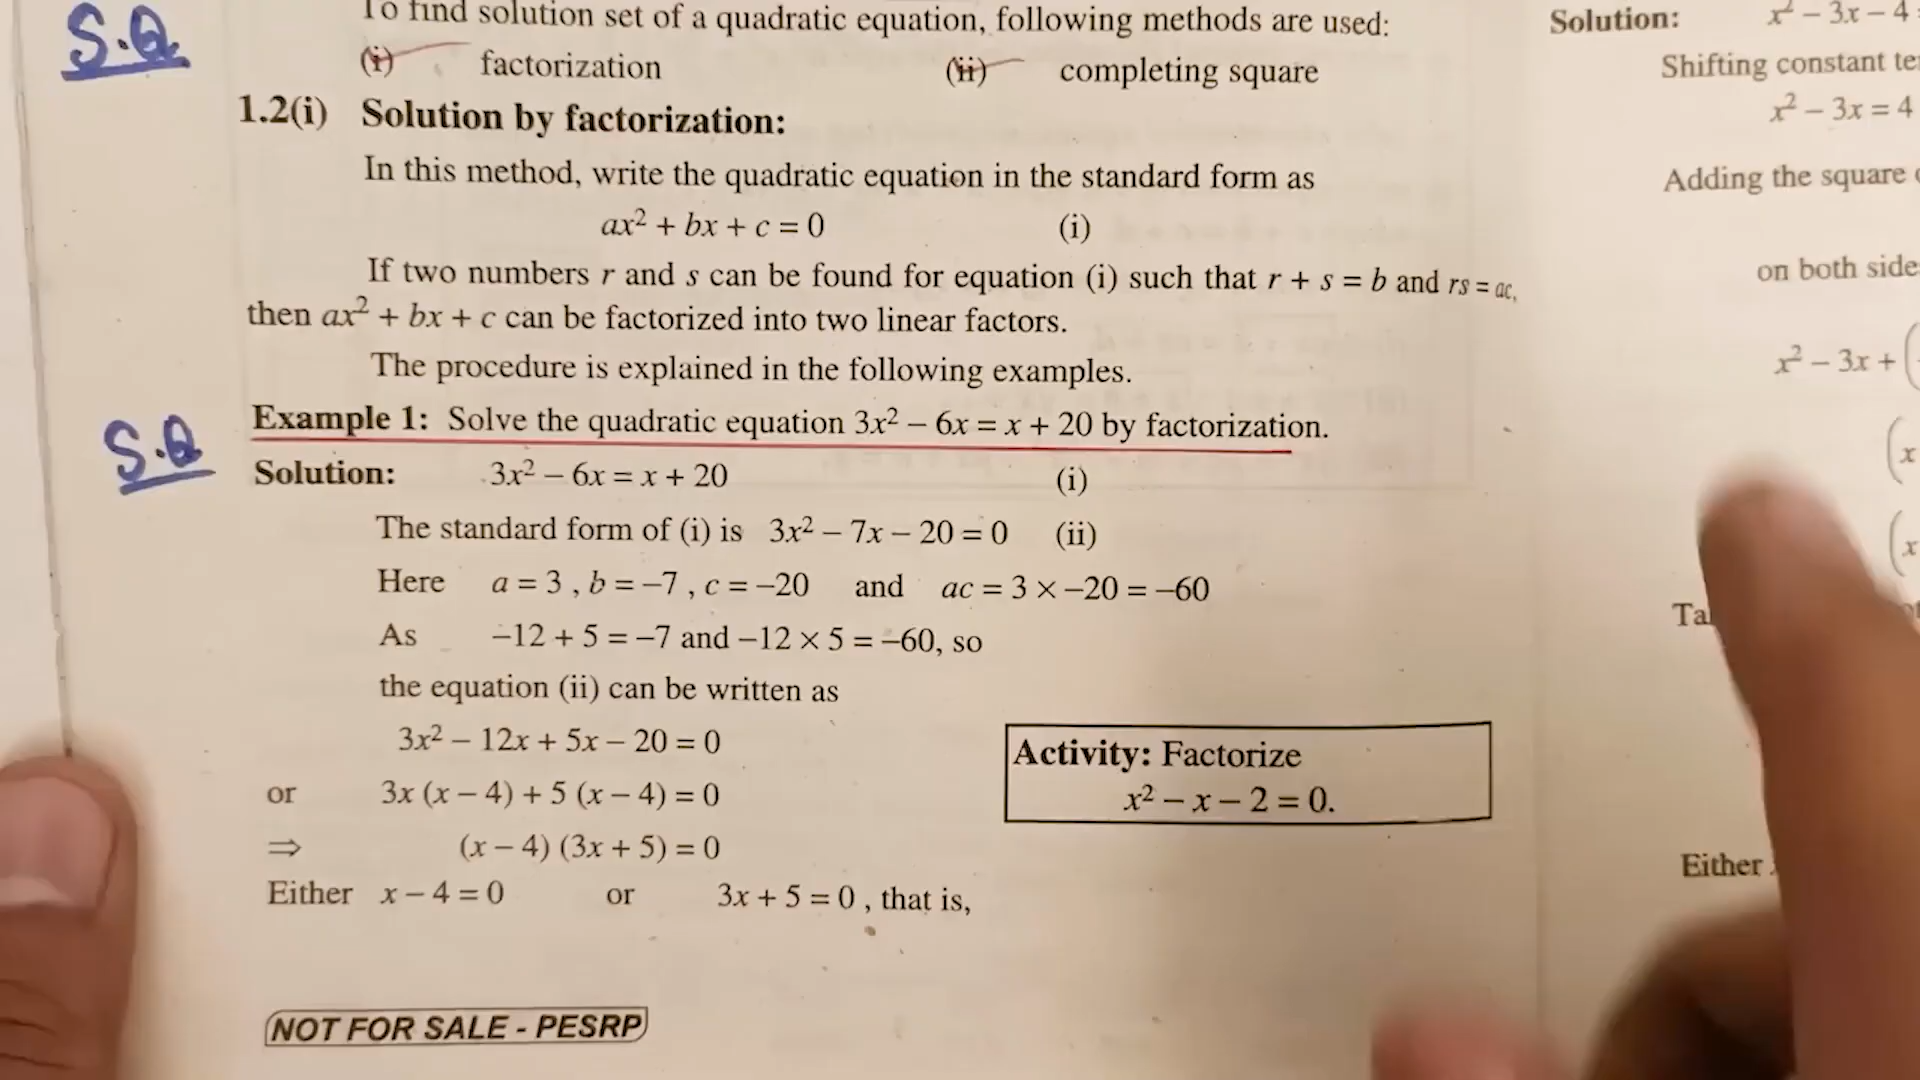 S.Q
To find solution set of a quadratic equation, following methods are used:
(i) factorization (ii) completing square
1.2(i) Solution by factorization:
In this method, write the quadratic equation in the standard form as
ax² + bx + c = 0 (i)
If two numbers r and s can be found for equation (i) such that r + s = b and rs = ac,
then ax² + bx + c can be factorized into two linear factors.
The procedure is explained in the following examples.
S.Q
Example 1: Solve the quadratic equation 3x² – 6x = x + 20 by factorization.
Solution: 3x² – 6x = x + 20 (i)
The standard form of (i) is 3x² – 7x – 20 = 0 (ii)
Here a = 3 , b = –7 , c = –20 and ac = 3 × –20 = –60
As –12 + 5 = –7 and –12 × 5 = –60, so
the equation (ii) can be written as
3x² – 12x + 5x – 20 = 0
or 3x (x – 4) + 5 (x – 4) = 0
⇒ (x – 4) (3x + 5) = 0
Either x – 4 = 0 or 3x + 5 = 0 , that is,
Activity: Factorize
x² – x – 2 = 0.
NOT FOR SALE - PESRP
Solution: x² – 3x – 4
Shifting constant
x² – 3x = 4
Adding the square
on both
x² – 3x + (
(x
(x
Either